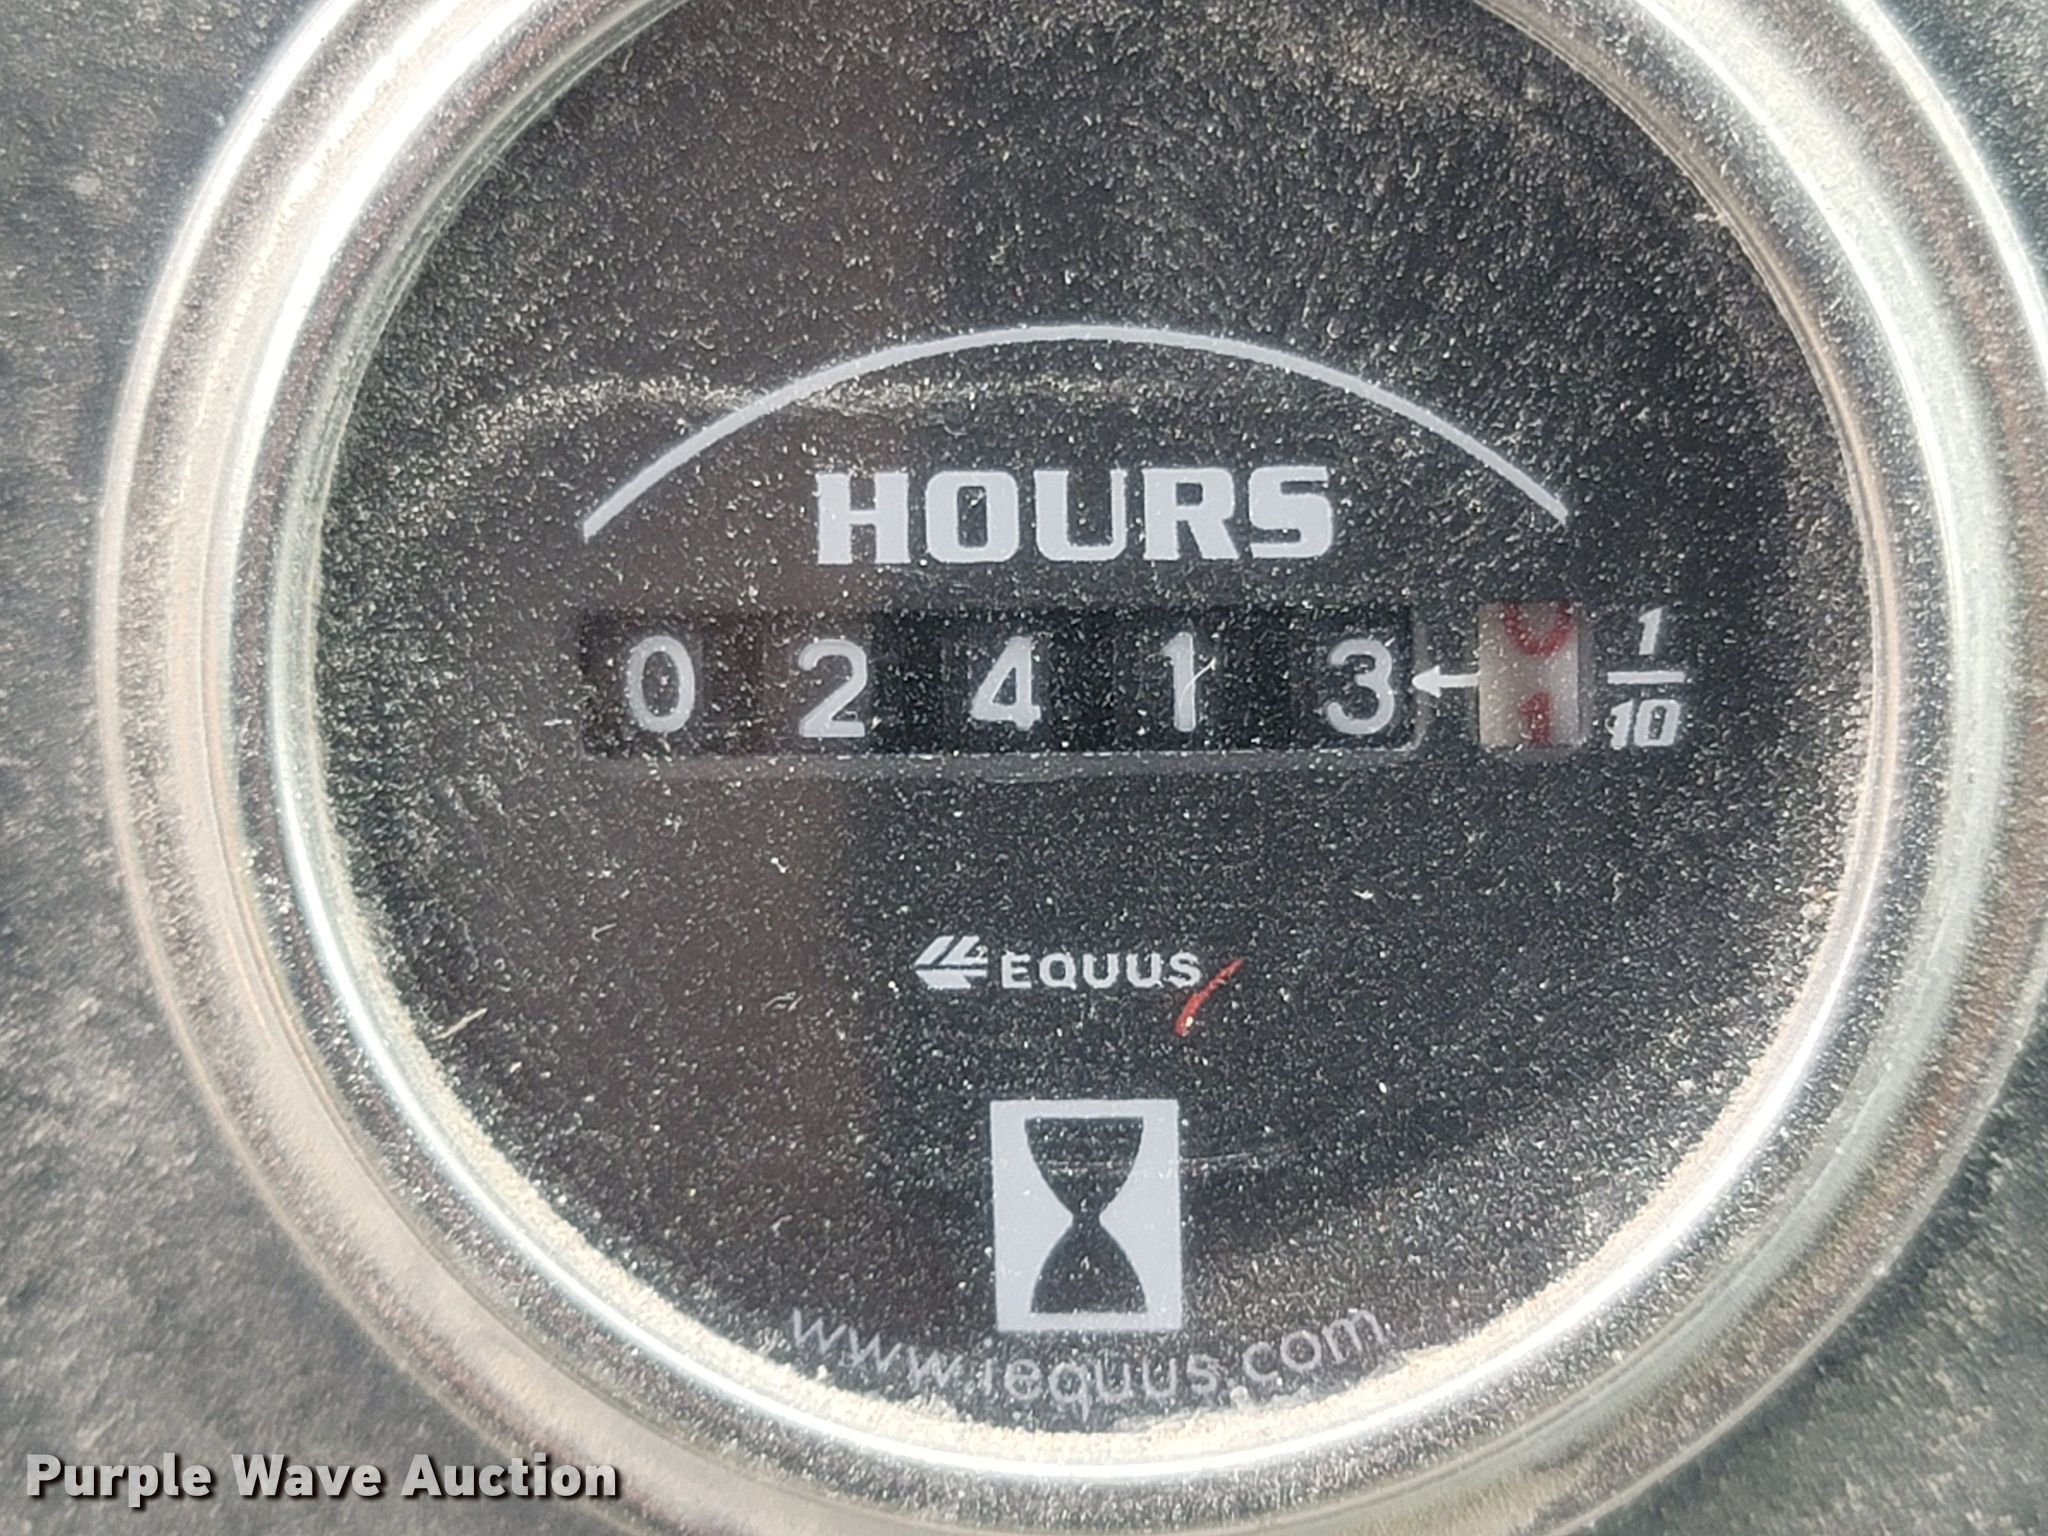 HOURS
0 2 4 1 3 1/10
EQUUS
www.iequus.com
Purple Wave Auction